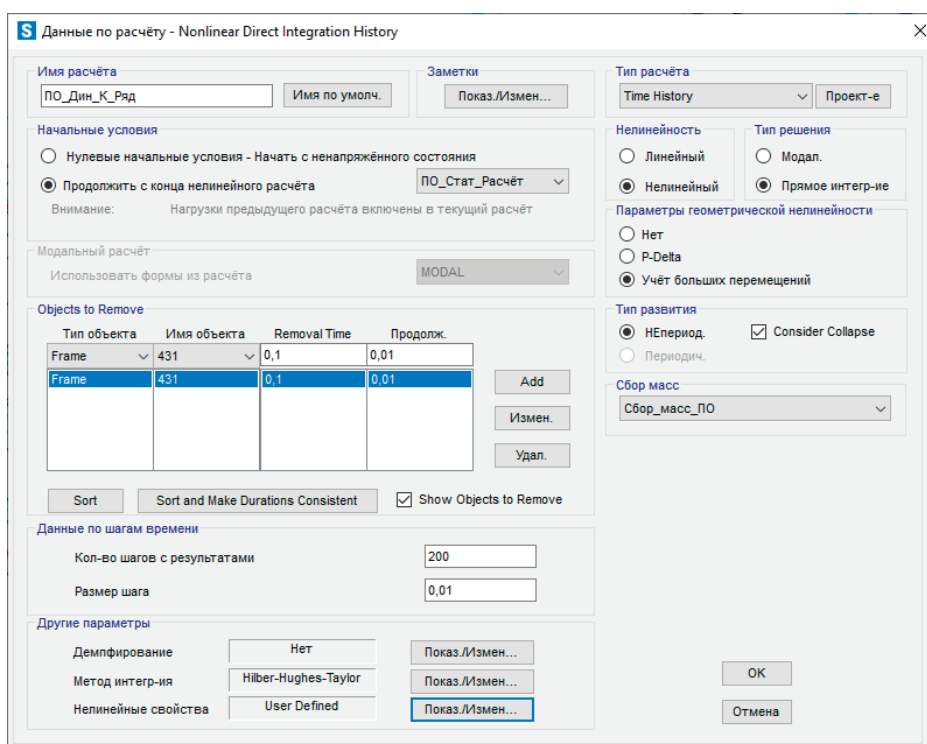 S Данные по расчёту - Nonlinear Direct Integration History
Имя расчёта
ПО_Дин_К_Ряд
Имя по умолч.
Заметки
Показ./Измен...
Тип расчёта
Time History
Проект-е
Начальные условия
Нулевые начальные условия - Начать с ненапряжённого состояния
Продолжить с конца нелинейного расчёта
ПО_Стат_Расчёт
Внимание: Нагрузки предыдущего расчёта включены в текущий расчёт
Нелинейность
Линейный
Нелинейный
Тип решения
Модал.
Прямое интегр-ие
Параметры геометрической нелинейности
Нет
P-Delta
Учёт больших перемещений
Модальный расчёт
Использовать формы из расчёта
MODAL
Objects to Remove
Тип объекта Имя объекта Removal Time Продолж.
Frame 431 0,1 0,01
Frame 431 0,1 0,01
Add
Измен.
Удал.
Sort
Sort and Make Durations Consistent
Show Objects to Remove
Тип развития
НЕпериод.
Consider Collapse
Периодич.
Сбор масс
Сбор_масс_ПО
Данные по шагам времени
Кол-во шагов с результатами 200
Размер шага 0,01
Другие параметры
Демпфирование Нет Показ./Измен...
Метод интегр-ия Hilber-Hughes-Taylor Показ./Измен...
Нелинейные свойства User Defined Показ./Измен...
OK
Отмена